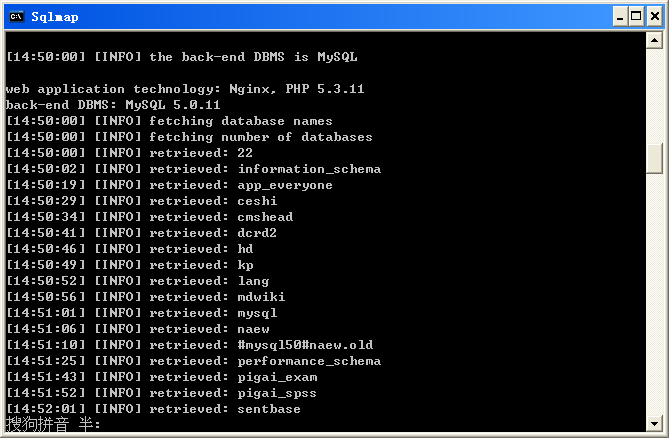 Sqlmap
[14:50:00] [INFO] the back-end DBMS is MySQL
web application technology: Nginx, PHP 5.3.11
back-end DBMS: MySQL 5.0.11
[14:50:00] [INFO] fetching database names
[14:50:00] [INFO] fetching number of databases
[14:50:00] [INFO] retrieved: 22
[14:50:02] [INFO] retrieved: information_schema
[14:50:19] [INFO] retrieved: app_everyone
[14:50:29] [INFO] retrieved: ceshi
[14:50:34] [INFO] retrieved: cmshead
[14:50:41] [INFO] retrieved: dcrd2
[14:50:46] [INFO] retrieved: hd
[14:50:49] [INFO] retrieved: kp
[14:50:52] [INFO] retrieved: lang
[14:50:56] [INFO] retrieved: mdwiki
[14:51:01] [INFO] retrieved: mysql
[14:51:06] [INFO] retrieved: naew
[14:51:10] [INFO] retrieved: #mysql50#naew.old
[14:51:25] [INFO] retrieved: performance_schema
[14:51:43] [INFO] retrieved: pigai_exam
[14:51:52] [INFO] retrieved: pigai_spss
[14:52:01] [INFO] retrieved: sentbase
搜狗拼音 半: